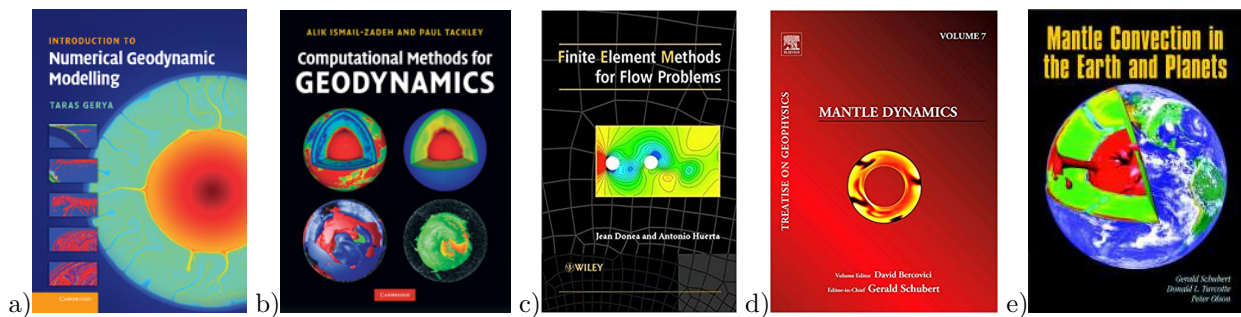 a)
INTRODUCTION TO
Numerical Geodynamic
Modelling
TARAS GERYA
CAMBRIDGE
b)
ALIK ISMAIL-ZADEH AND PAUL TACKLEY
Computational Methods for
GEODYNAMICS
CAMBRIDGE
c)
Finite Element Methods
for Flow Problems
Jean Donea and Antonio Huerta
WILEY
d)
ELSEVIER
VOLUME 7
TREATISE ON GEOPHYSICS
MANTLE DYNAMICS
Volume Editor David Bercovici
Editor-in-Chief Gerald Schubert
e)
Mantle Convection in
the Earth and Planets
Gerald Schubert
Donald L. Turcotte
Peter Olson